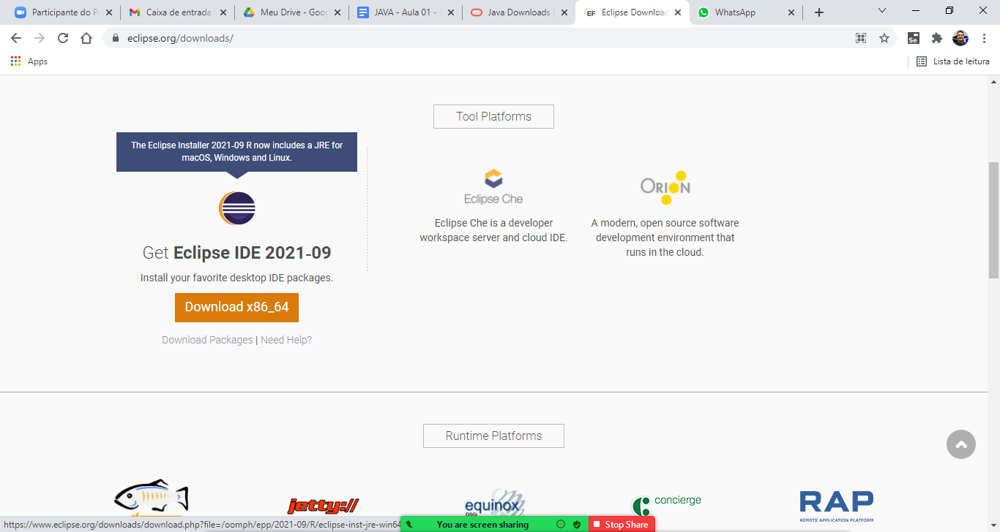 Participante do P
Caixa de entrada
Meu Drive - Goog
JAVA - Aula 01 -
Java Downloads
EF
Eclipse Download
WhatsApp
eclipse.org/downloads/
Se
Apps
Lista de leitura
Tool Platforms
The Eclipse Installer 2021-09 R now includes a JRE for
macOS, Windows and Linux.
Get Eclipse IDE 2021-09
Install your favorite desktop IDE packages.
Download x86_64
Download Packages | Need Help?
Eclipse Che
Eclipse Che is a developer
workspace server and cloud IDE.
ORION
A modern, open source software
development environment that
runs in the cloud.
Runtime Platforms
jetty://
equinox
OSGi
concierge
RAP
REMOTE APPLICATION PLATFORM
https://www.eclipse.org/downloads/download.php?file=/oomph/epp/2021-09/R/eclipse-inst-jre-win64
You are screen sharing
Stop Share